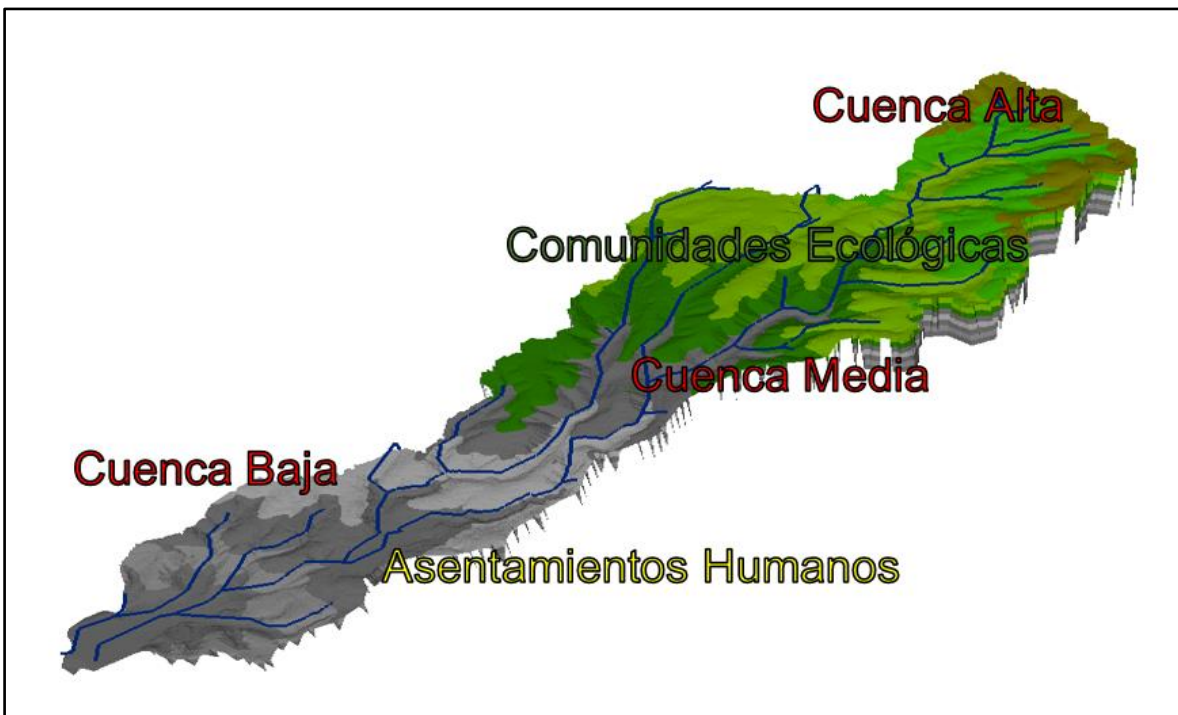 Cuenca Alta
Comunidades Ecológicas
Cuenca Media
Cuenca Baja
Asentamientos Humanos